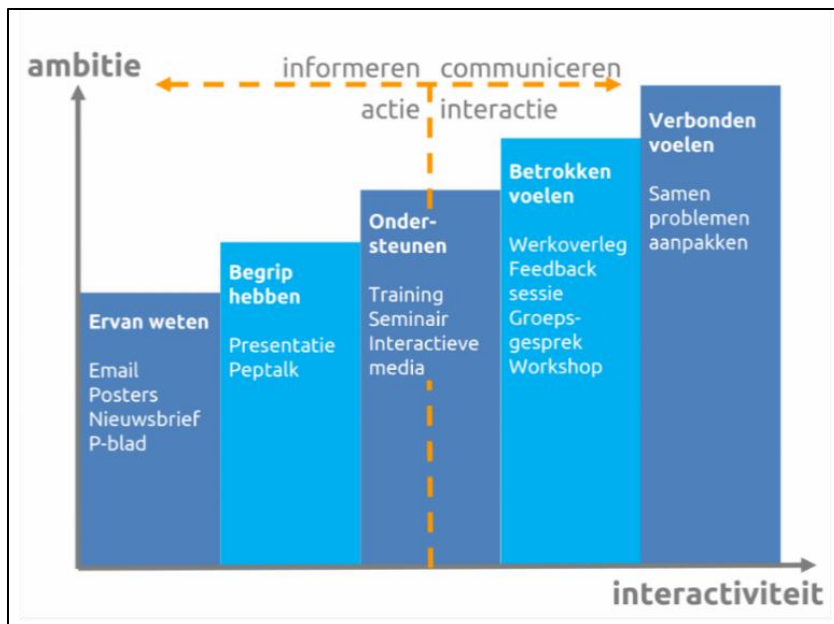 ambitie
informeren communiceren
actie interactie
Ervan weten
Email
Posters
Nieuwsbrief
P-blad
Begrip
hebben
Presentatie
Peptalk
Onder-
steunen
Training
Seminair
Interactieve
media
Betrokken
voelen
Werkoverleg
Feedback
sessie
Groeps-
gesprek
Workshop
Verbonden
voelen
Samen
problemen
aanpakken
interactiviteit